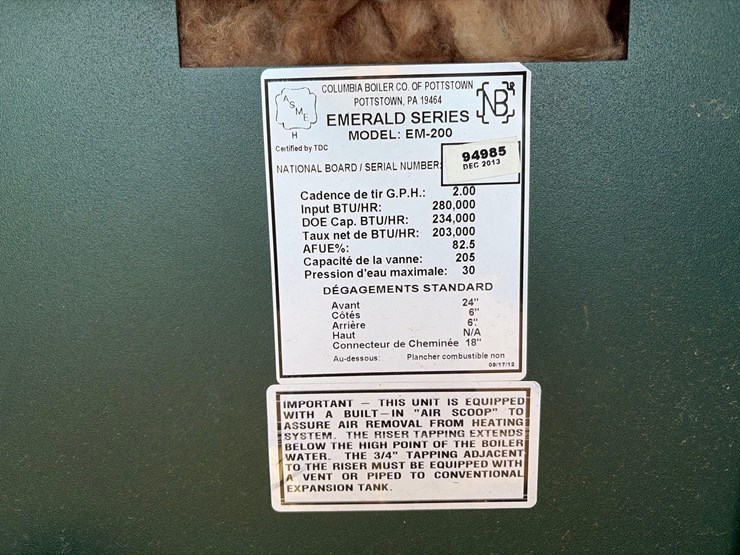 COLUMBIA BOILER CO. OF POTTSTOWN
POTTSTOWN, PA 19464
ASME
NB
R
EMERALD SERIES
H
MODEL: EM-200
Certified by TDC
NATIONAL BOARD / SERIAL NUMBER:
94985
DEC 2013
Cadence de tir G.P.H.: 2.00
Input BTU/HR: 280,000
DOE Cap. BTU/HR: 234,000
Taux net de BTU/HR: 203,000
AFUE%: 82.5
Capacité de la vanne: 205
Pression d'eau maximale: 30
DÉGAGEMENTS STANDARD
Avant 24"
Côtés 6"
Arrière 6"
Haut N/A
Connecteur de Cheminée 18"
Au-dessous: Plancher combustible non
09/17/12
IMPORTANT — THIS UNIT IS EQUIPPED
WITH A BUILT-IN "AIR SCOOP" TO
ASSURE AIR REMOVAL FROM HEATING
SYSTEM. THE RISER TAPPING EXTENDS
BELOW THE HIGH POINT OF THE BOILER
WATER. THE 3/4" TAPPING ADJACENT
TO THE RISER MUST BE EQUIPPED WITH
A VENT OR PIPED TO CONVENTIONAL
EXPANSION TANK.